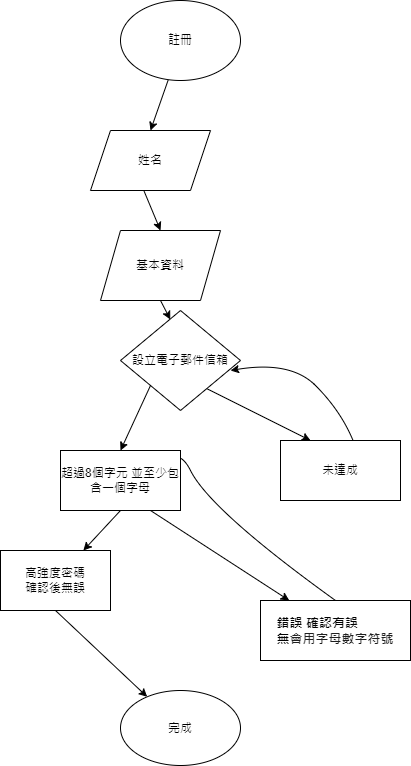 註冊
姓名
基本資料
設立電子郵件信箱
未達成
超過8個字元 並至少包
含一個字母
高強度密碼
確認後無誤
錯誤 確認有誤
無會用字母數字符號
完成